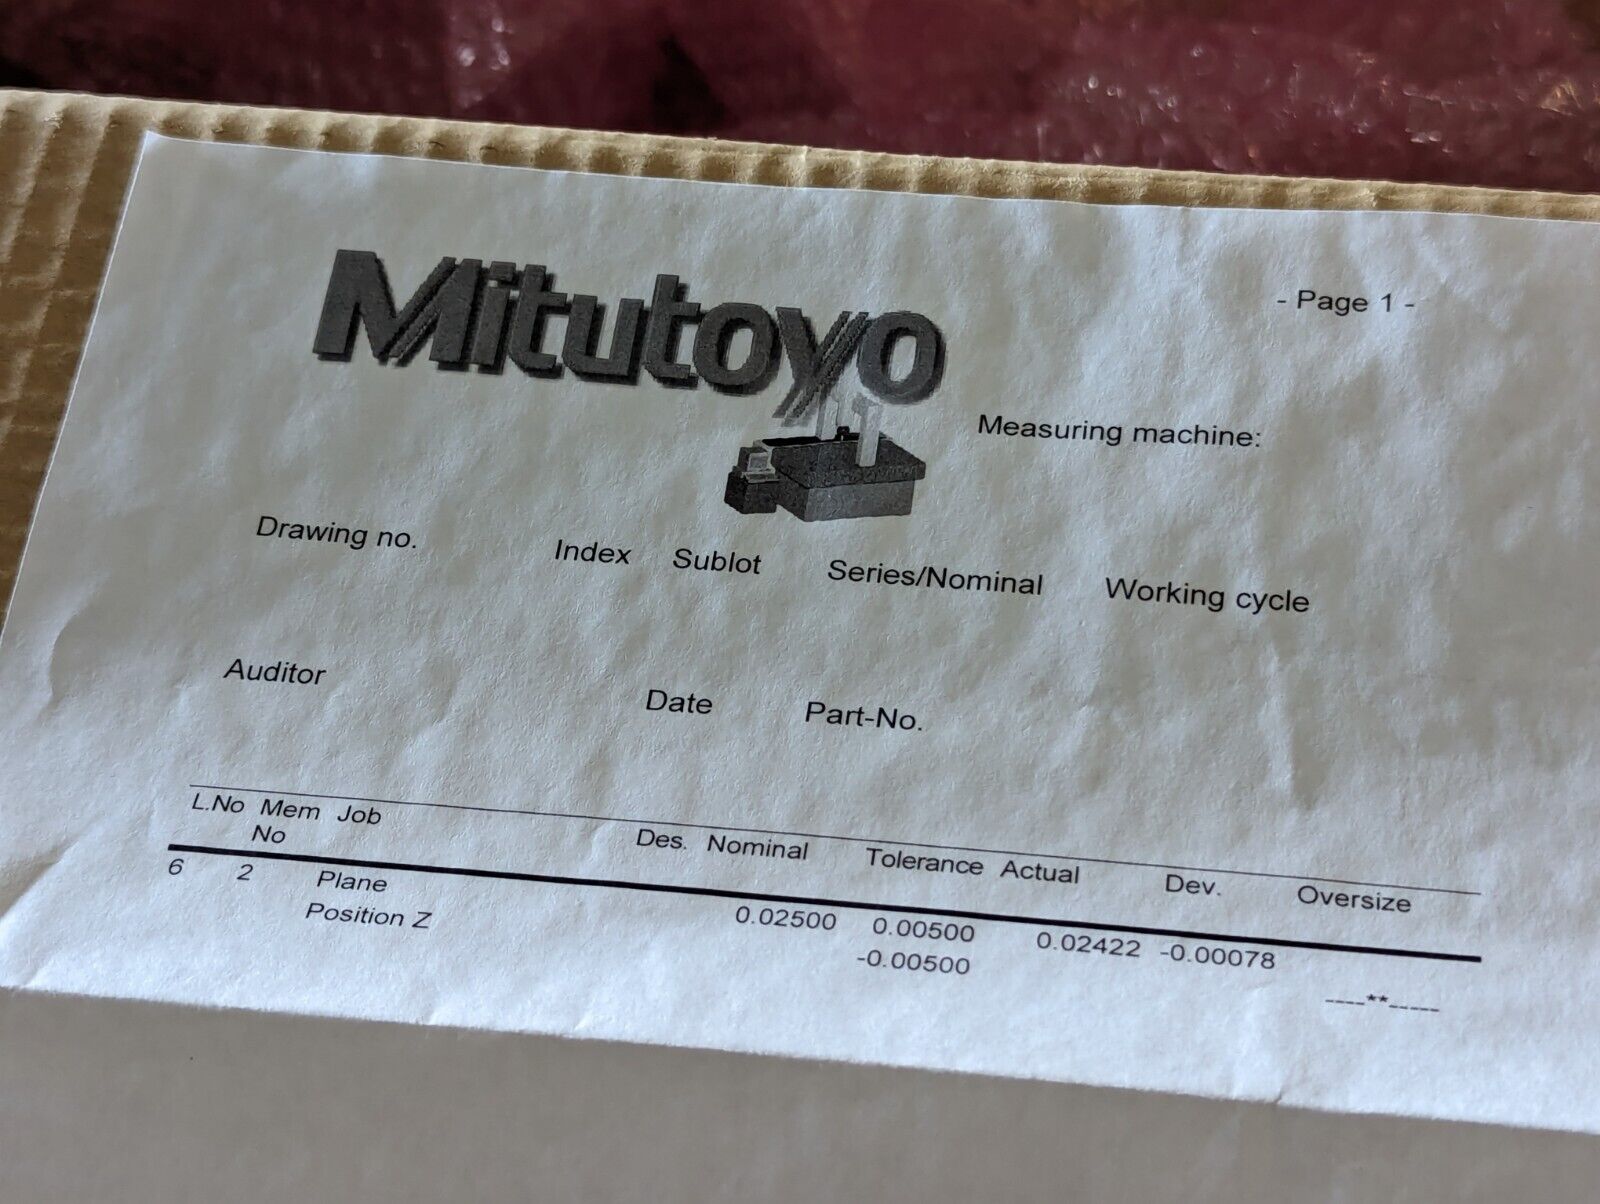 Mitutoyo
- Page 1 -
Measuring machine:
Drawing no. Index Sublot Series/Nominal Working cycle
Auditor Date Part-No.
L.No Mem Job Des. Nominal Tolerance Actual Dev. Oversize
No
6 2 Plane
Position Z 0.02500 0.00500 0.02422 -0.00078
-0.00500 ----**-----